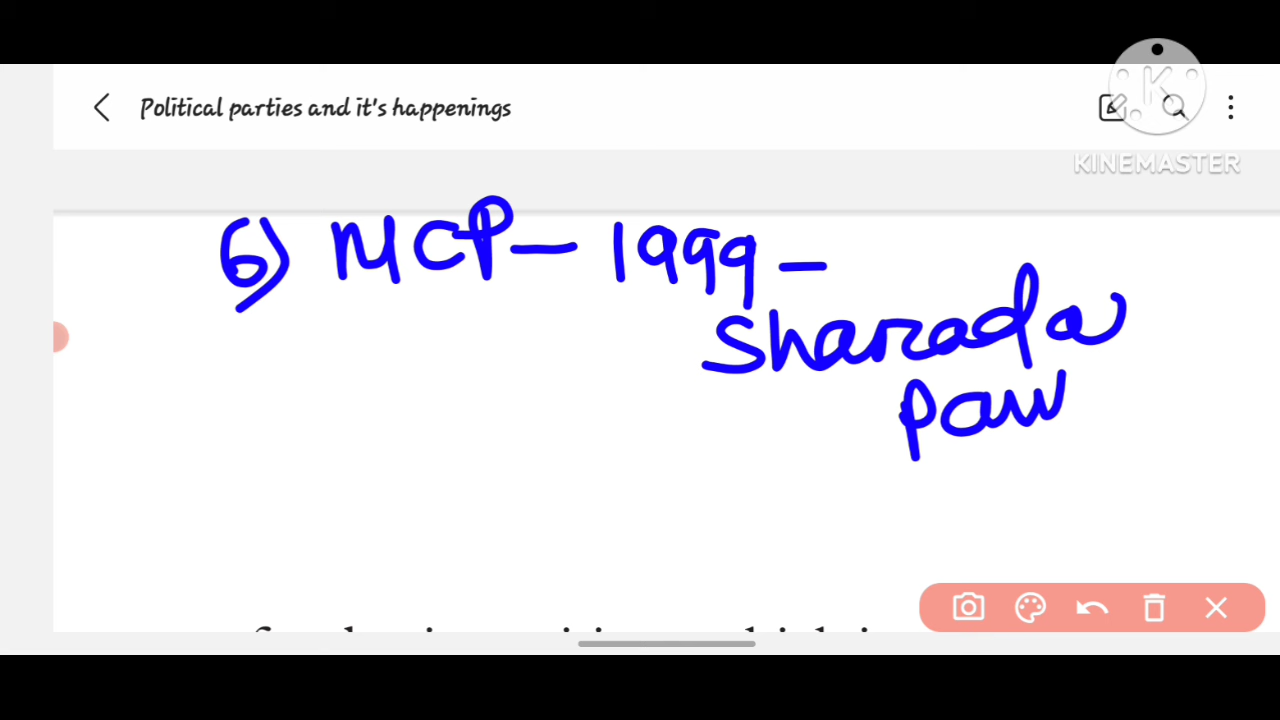 Political parties and it's happenings
KINEMASTER
6) NCP - 1999 -
Sharada
paw